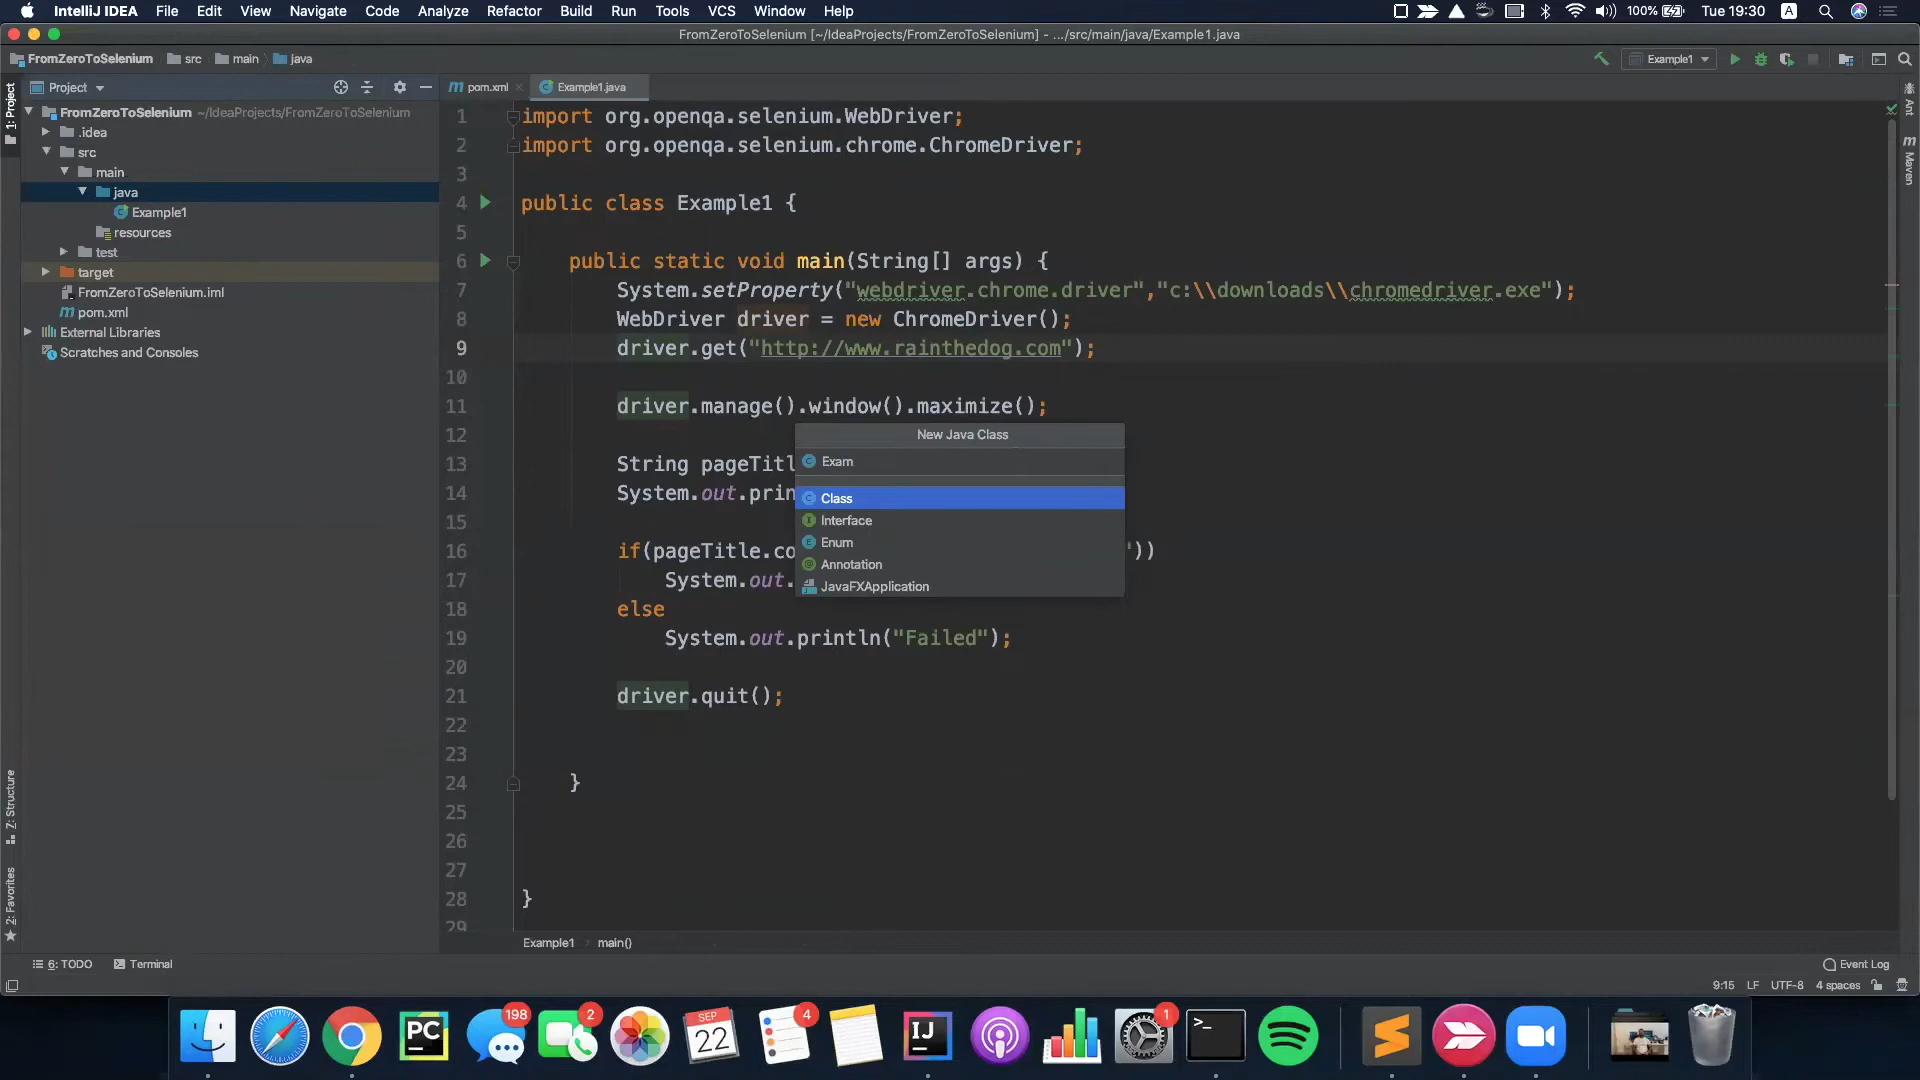 IntelliJ IDEA File Edit View Navigate Code Analyze Refactor Build Run Tools VCS Window Help 100% Tue 19:30 A
FromZeroToSelenium [~/IdeaProjects/FromZeroToSelenium] - .../src/main/java/Example1.java
FromZeroToSelenium src main java Example1
Project
pom.xml Example1.java
1: Project
FromZeroToSelenium ~/IdeaProjects/FromZeroToSelenium
.idea
src
main
java
Example1
resources
test
target
FromZeroToSelenium.iml
pom.xml
External Libraries
Scratches and Consoles
1 import org.openqa.selenium.WebDriver;
2 import org.openqa.selenium.chrome.ChromeDriver;
3
4 public class Example1 {
5
6 public static void main(String[] args) {
7 System.setProperty("webdriver.chrome.driver","c:\\downloads\\chromedriver.exe");
8 WebDriver driver = new ChromeDriver();
9 driver.get("http://www.rainthedog.com");
10
11 driver.manage().window().maximize();
12
13 String pageTitl
14 System.out.prin
15
16 if(pageTitle.co "))
17 System.out.
18 else
19 System.out.println("Failed");
20
21 driver.quit();
22
23
24 }
25
26
27
28 }
29
New Java Class
Exam
Class
Interface
Enum
Annotation
JavaFXApplication
Ant
Maven
7: Structure
2: Favorites
Example1 main()
6: TODO Terminal Event Log
9:15 LF UTF-8 4 spaces
PC 198 2 SEP 22 4 IJ 1 >_